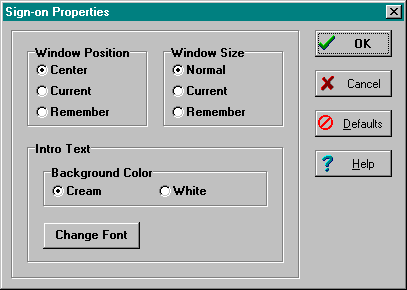 Sign-on Properties
Window Position
Center
Current
Remember
Window Size
Normal
Current
Remember
Intro Text
Background Color
Cream
White
Change Font
OK
Cancel
Defaults
Help